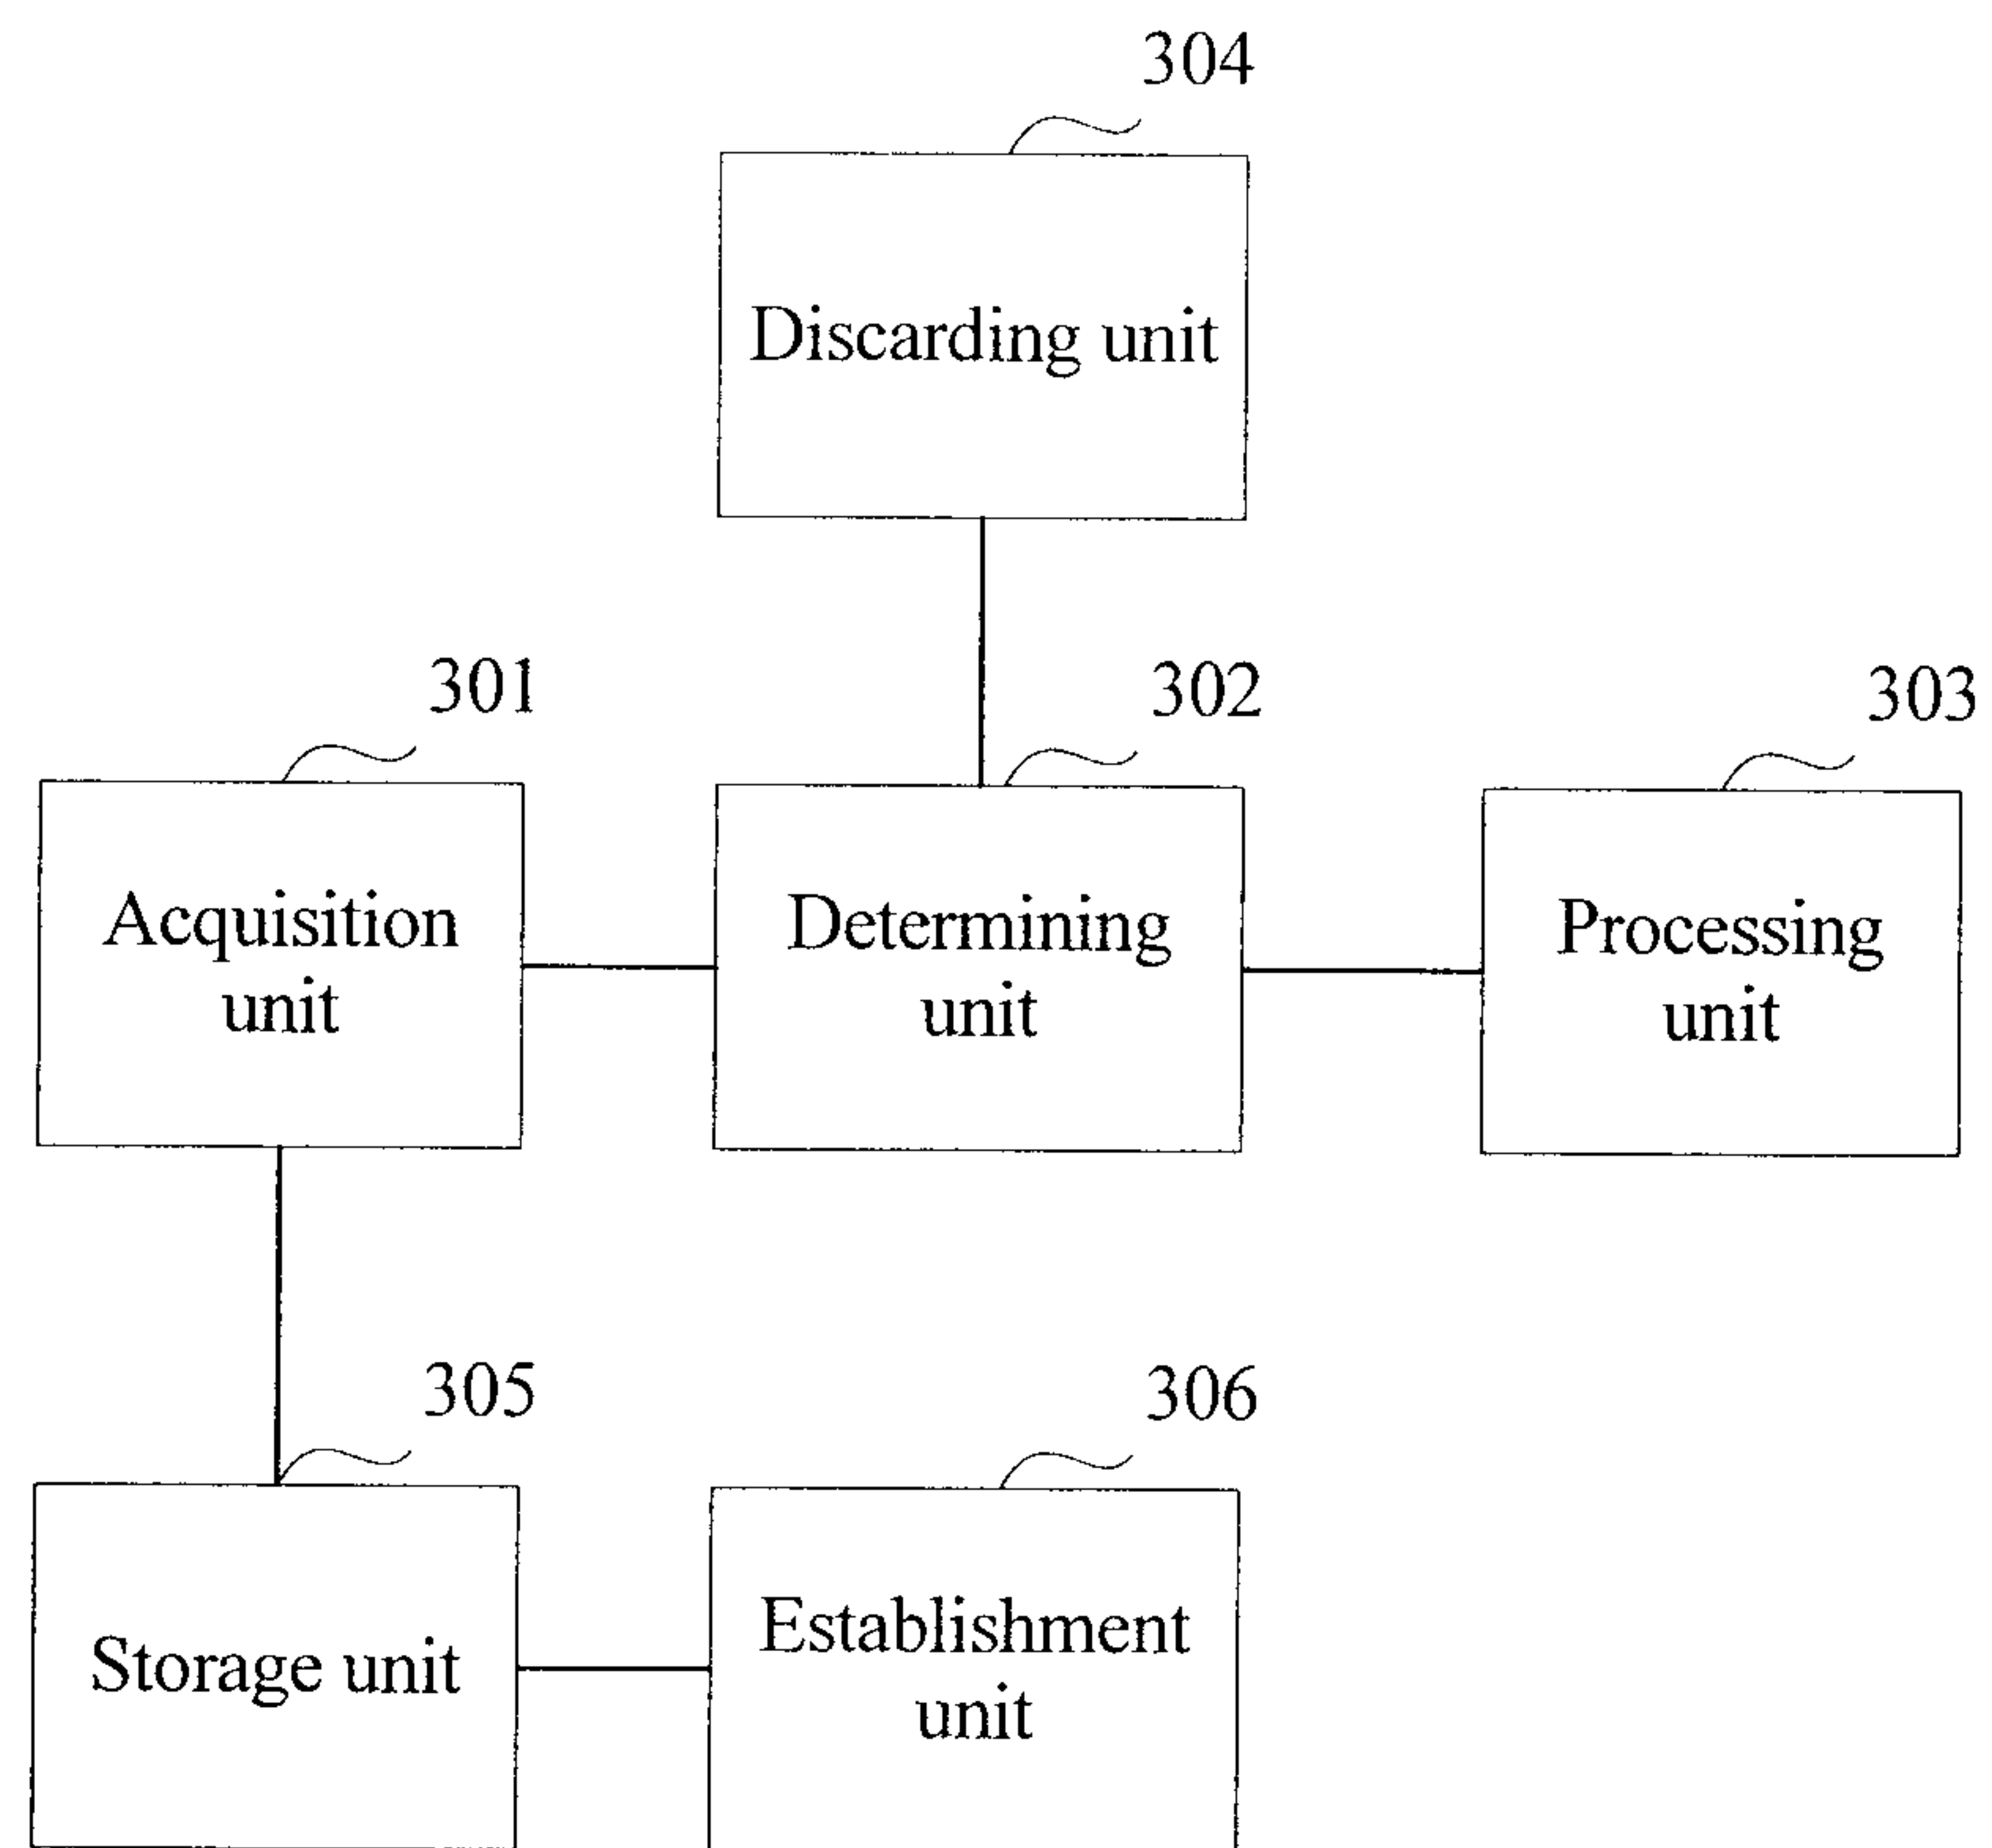 304
Discarding unit
301
302
303
Acquisition
unit
Determining
unit
Processing
unit
305
306
Storage unit
Establishment
unit